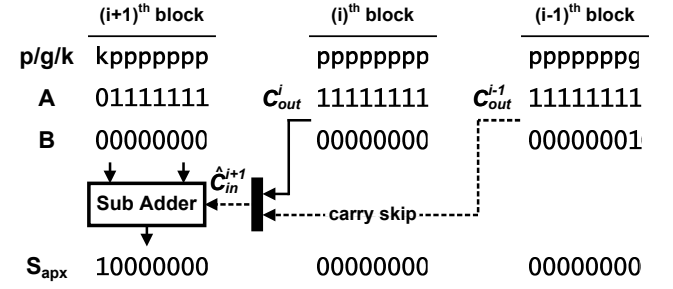 (i+1)th block (i)th block (i-1)th block
p/g/k kppppppp pppppppp pppppppg
A 01111111 C^i_out 11111111 C^{i-1}_out 11111111
B 00000000 00000000 00000001
Ĉ^{i+1}_in
Sub Adder
carry skip
S_apx 10000000 00000000 00000000